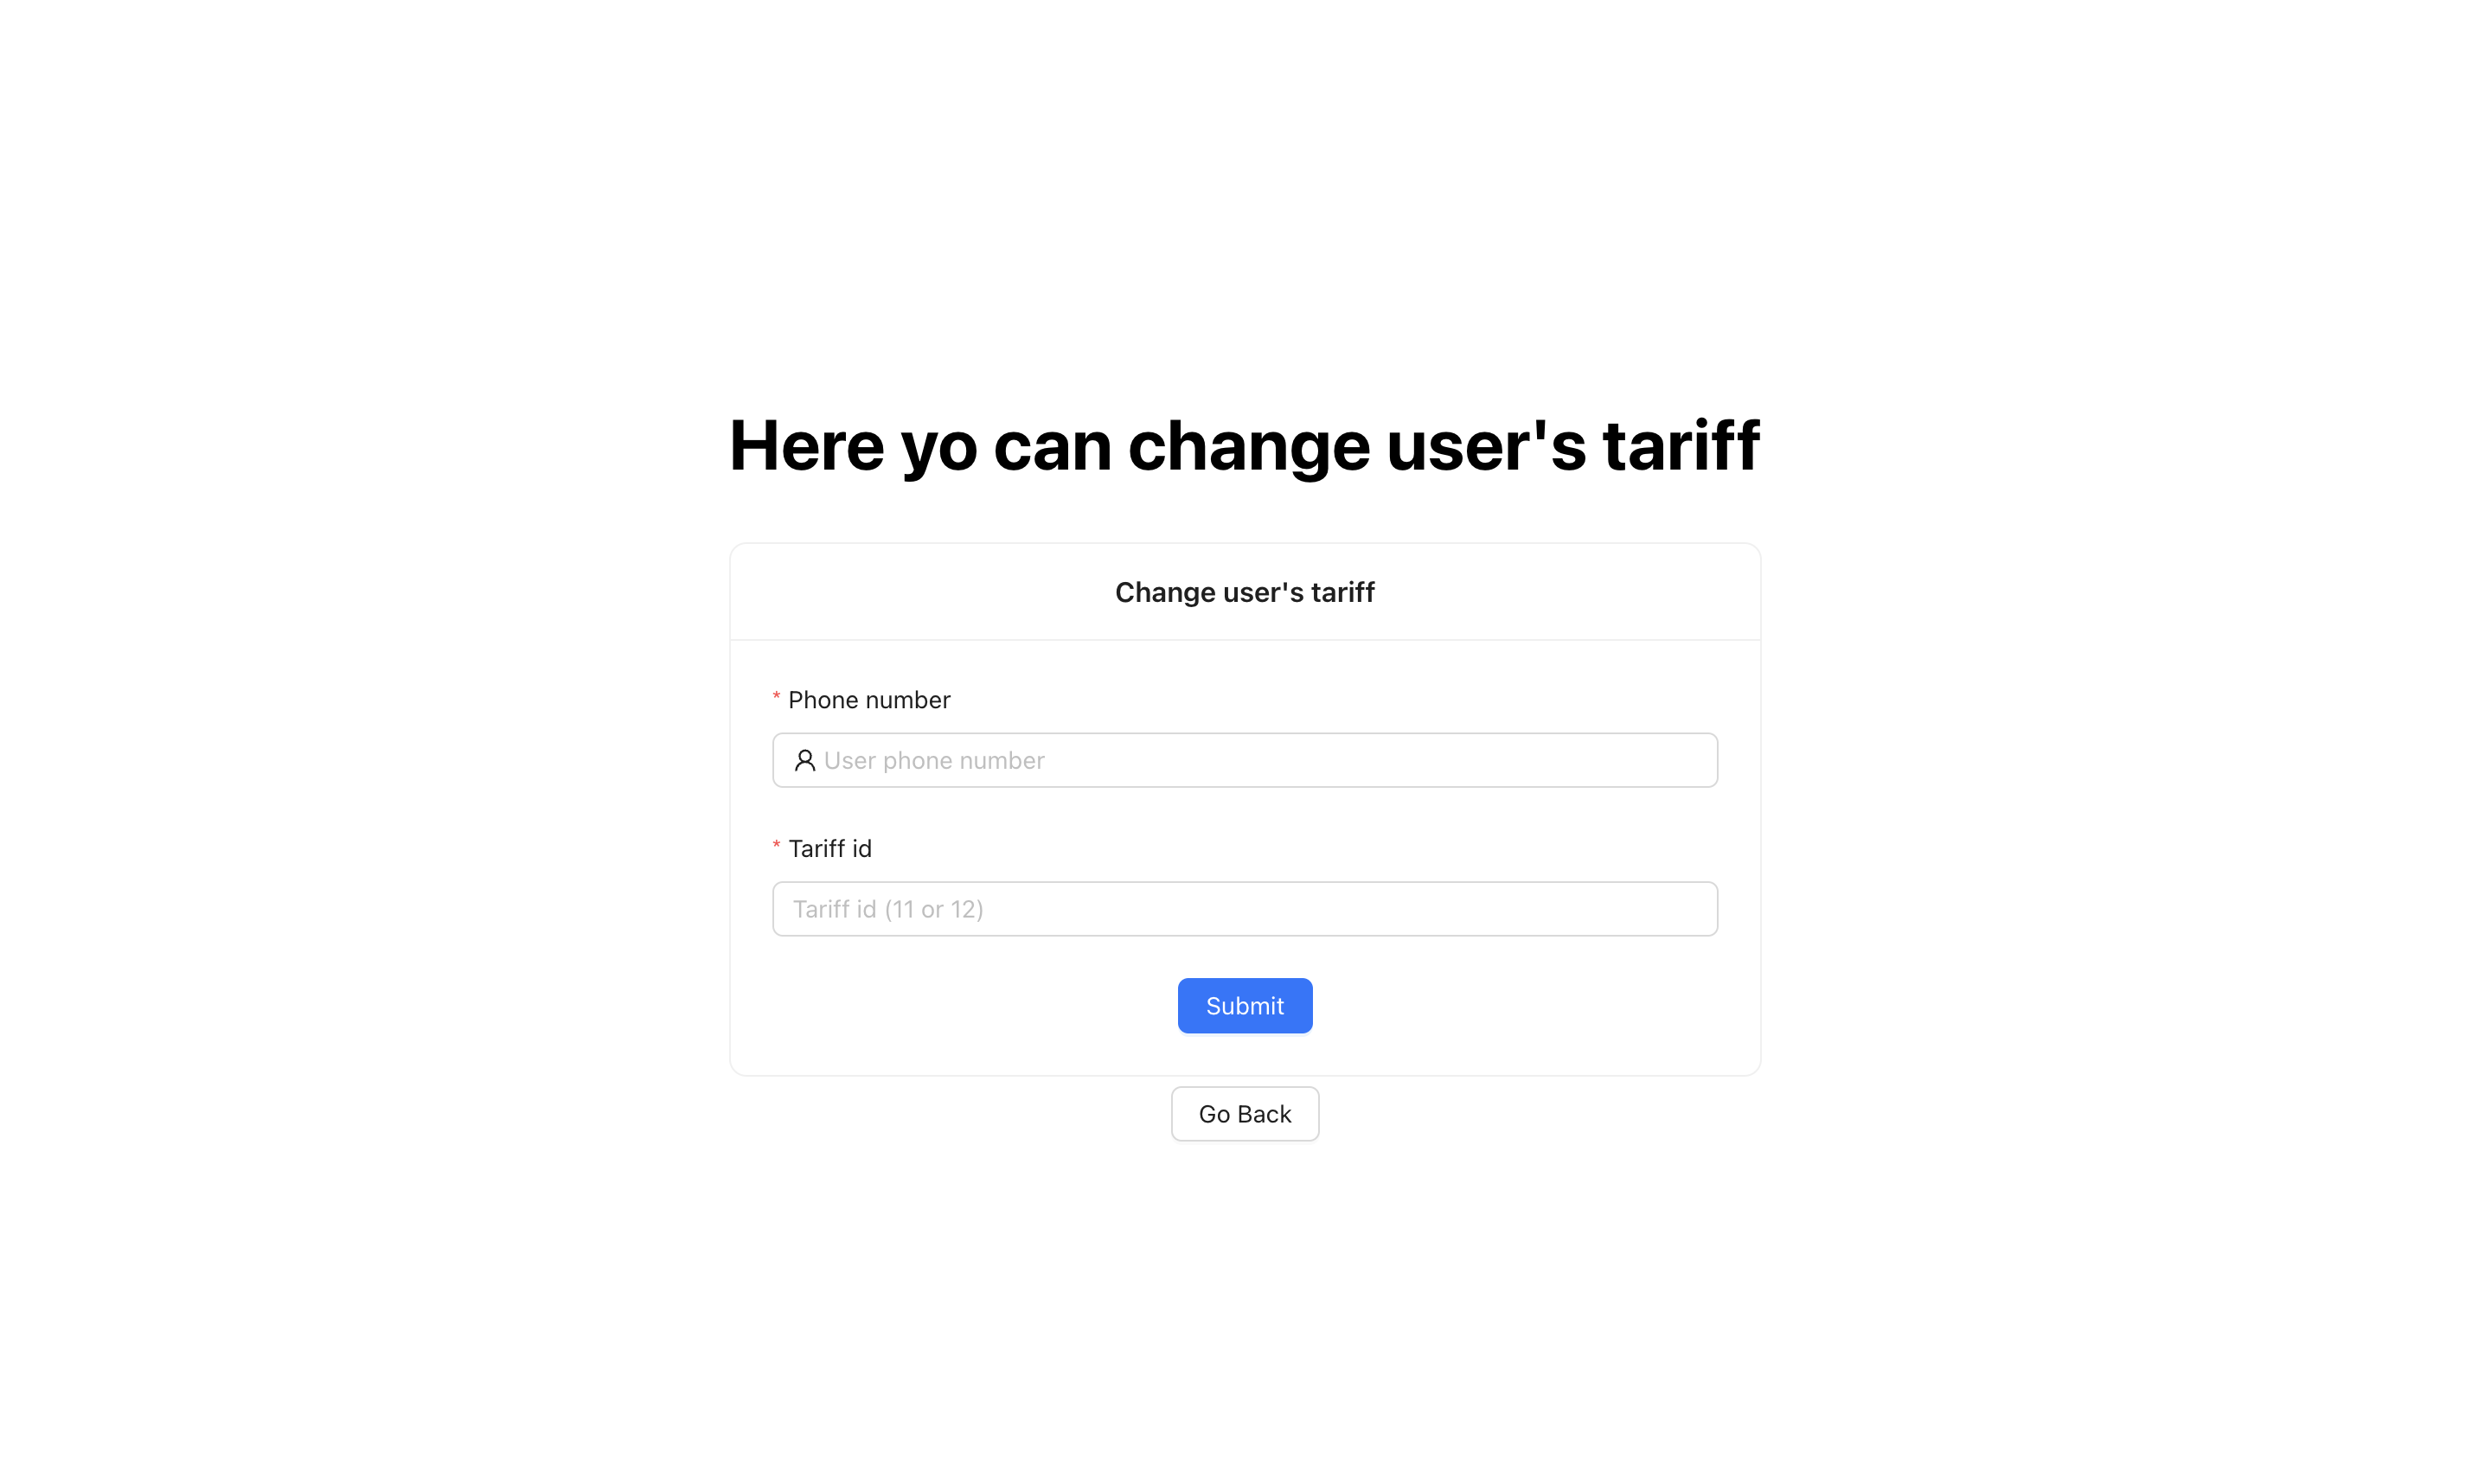 Here yo can change user's tariff
Change user's tariff
* Phone number
User phone number
* Tariff id
Tariff id (11 or 12)
Submit
Go Back